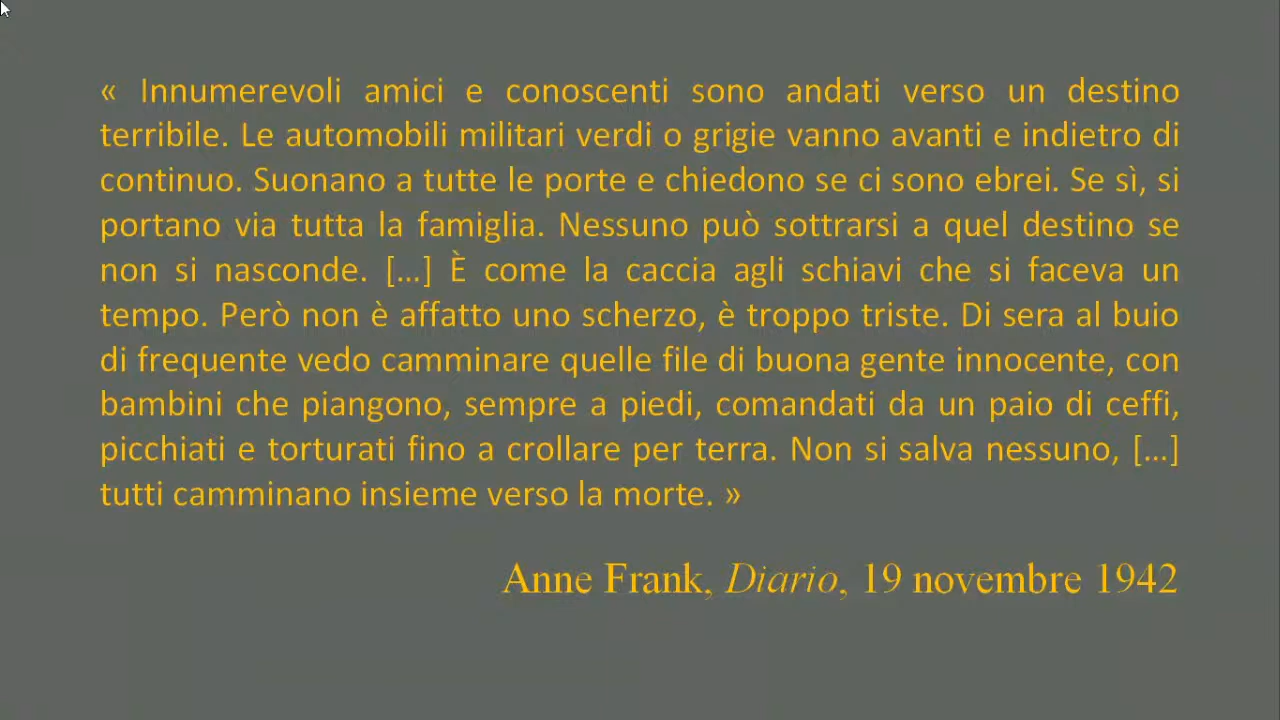 « Innumerevoli amici e conoscenti sono andati verso un destino
terribile. Le automobili militari verdi o grigie vanno avanti e indietro di
continuo. Suonano a tutte le porte e chiedono se ci sono ebrei. Se sì, si
portano via tutta la famiglia. Nessuno può sottrarsi a quel destino se
non si nasconde. [...] È come la caccia agli schiavi che si faceva un
tempo. Però non è affatto uno scherzo, è troppo triste. Di sera al buio
di frequente vedo camminare quelle file di buona gente innocente, con
bambini che piangono, sempre a piedi, comandati da un paio di ceffi,
picchiati e torturati fino a crollare per terra. Non si salva nessuno, [...]
tutti camminano insieme verso la morte. »
Anne Frank, Diario, 19 novembre 1942